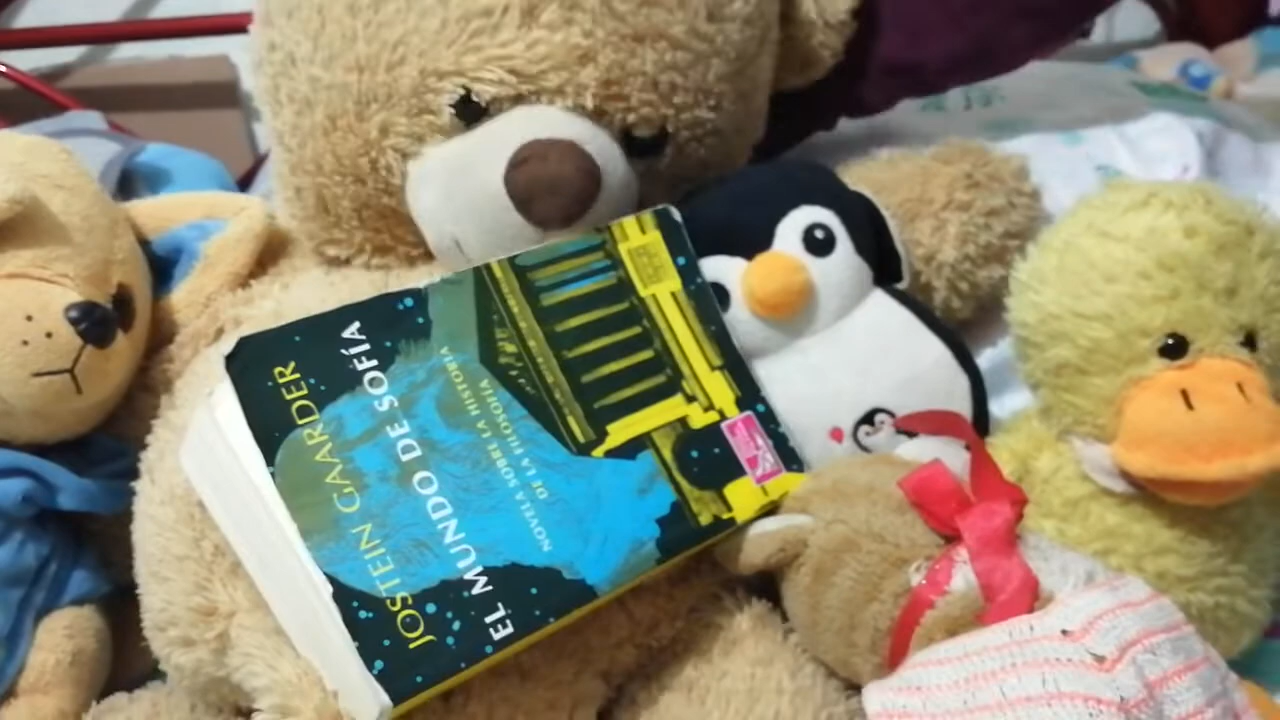 JOSTEIN GAARDER
EL MUNDO DE SOFÍA
NOVELA SOBRE LA HISTORIA
DE LA FILOSOFÍA